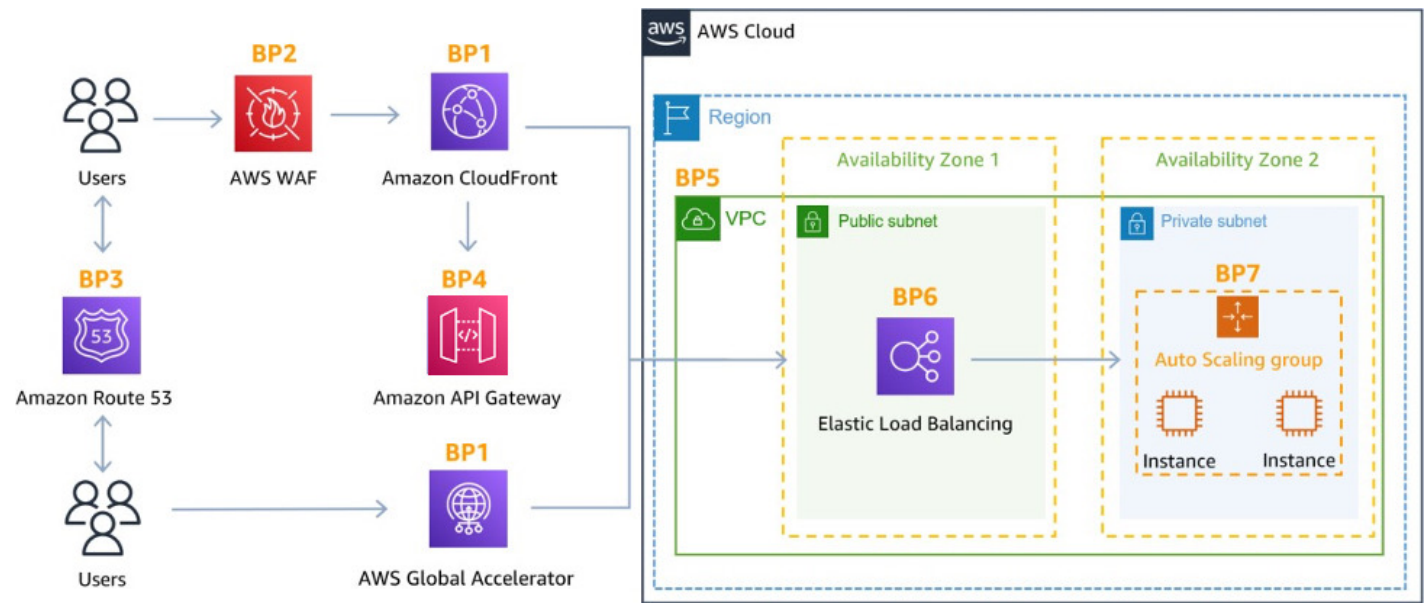 aws
AWS Cloud
BP2
BP1
Region
Availability Zone 1
Availability Zone 2
Users
AWS WAF
Amazon CloudFront
BP5
VPC
Public subnet
Private subnet
BP3
BP4
BP6
BP7
53
</>
Auto Scaling group
Amazon Route 53
Amazon API Gateway
Elastic Load Balancing
Instance
Instance
BP1
Users
AWS Global Accelerator